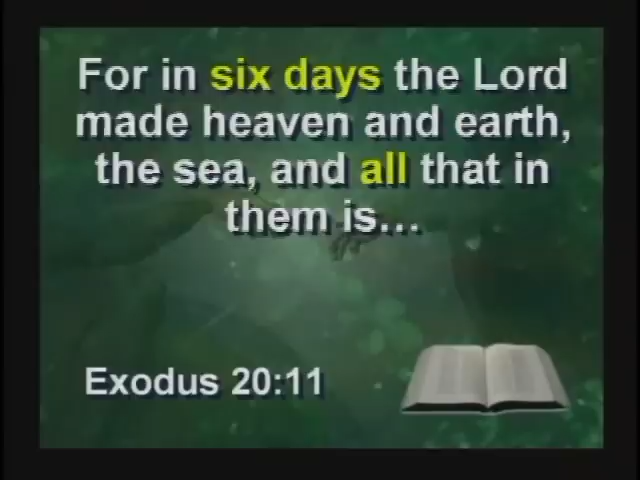 For in six days the Lord
made heaven and earth,
the sea, and all that in
them is...
Exodus 20:11